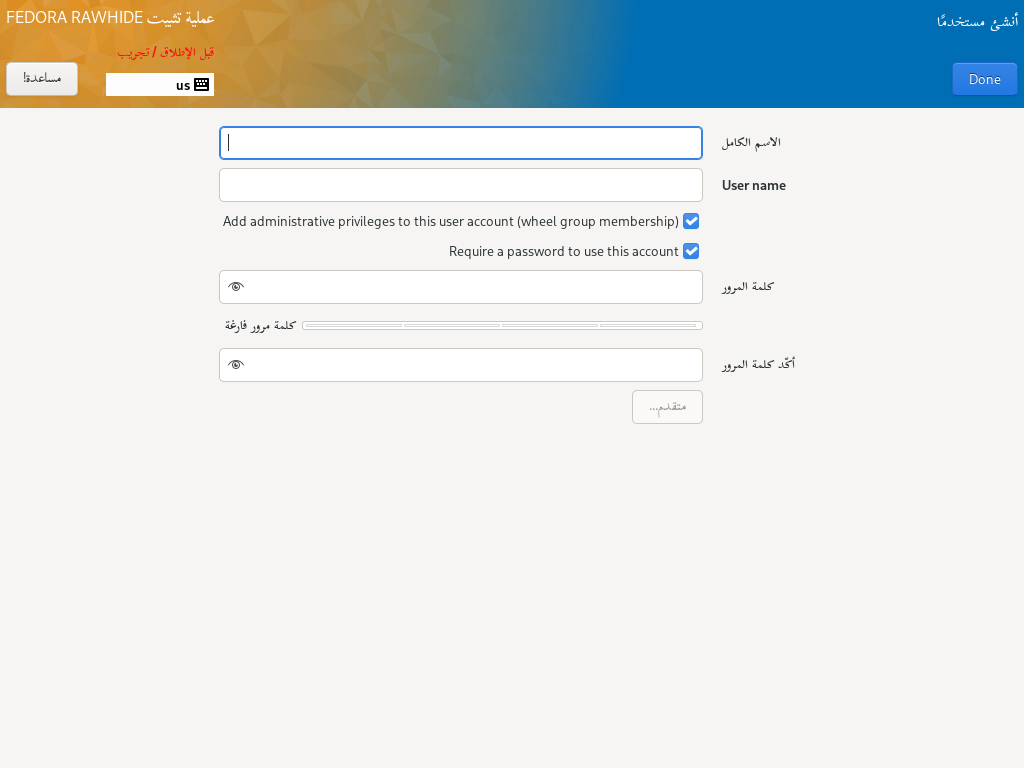 أنشئ مستخدمًا
Done
عملية تثبيت FEDORA RAWHIDE
قبل الإطلاق / تجريب
us
مساعدة!
الاسم الكامل
User name
Add administrative privileges to this user account (wheel group membership)
Require a password to use this account
كلمة المرور
كلمة مرور فارغة
أكّد كلمة المرور
متقدم...